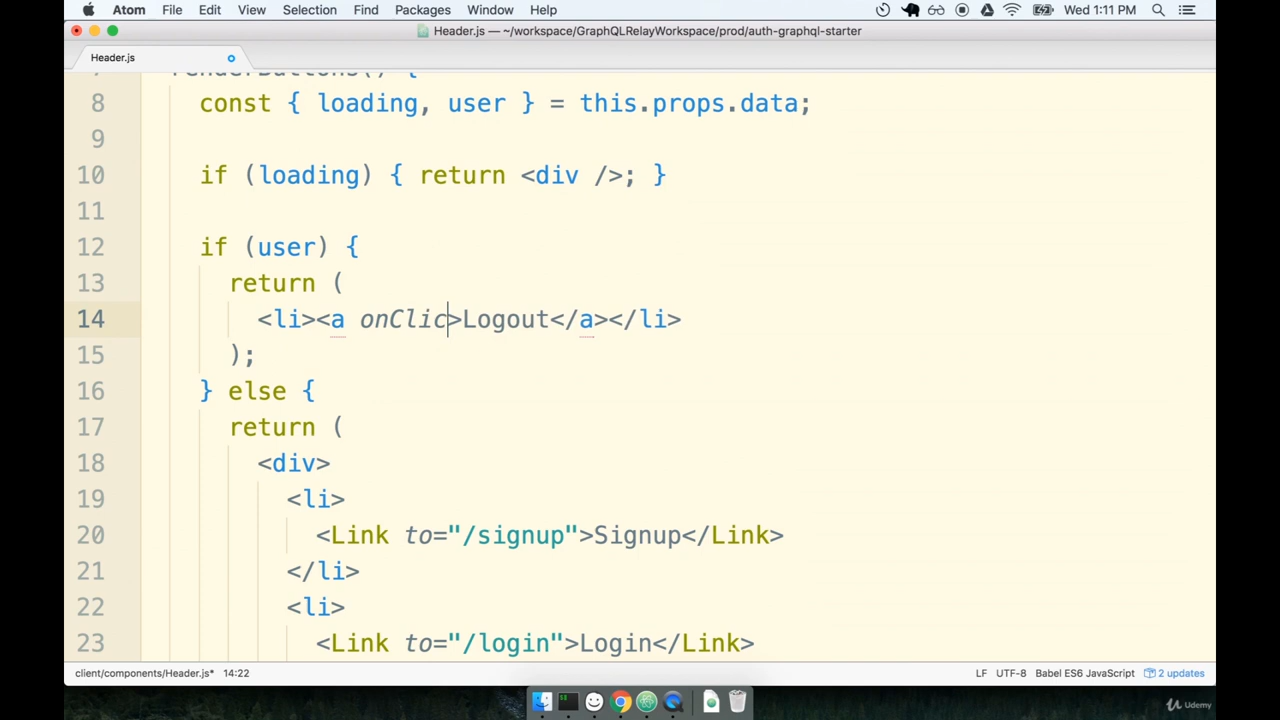 Atom File Edit View Selection Find Packages Window Help Wed 1:11 PM
Header.js — ~/workspace/GraphQLRelayWorkspace/prod/auth-graphql-starter
Header.js
renderButtons() {
8 const { loading, user } = this.props.data;
9
10 if (loading) { return <div />; }
11
12 if (user) {
13 return (
14 <li><a onClic>Logout</a></li>
15 );
16 } else {
17 return (
18 <div>
19 <li>
20 <Link to="/signup">Signup</Link>
21 </li>
22 <li>
23 <Link to="/login">Login</Link>
client/components/Header.js* 14:22 LF UTF-8 Babel ES6 JavaScript 2 updates
Udemy